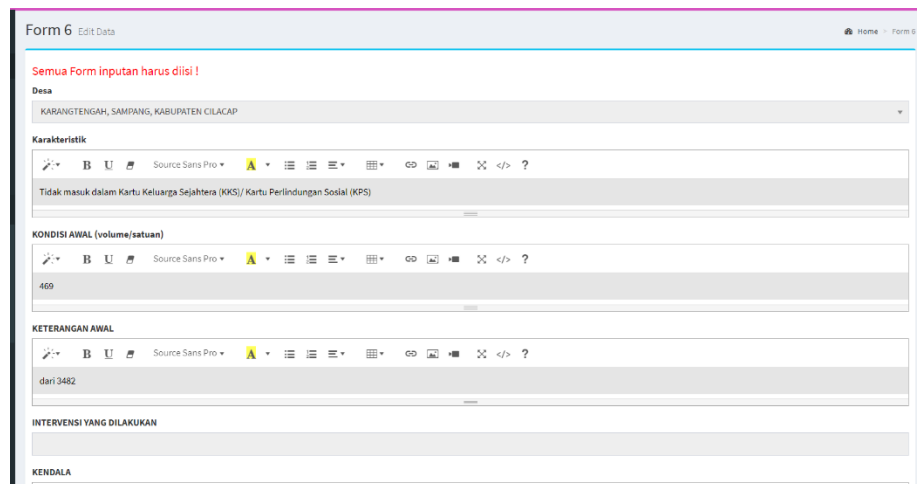 Form 6 Edit Data
Home > Form 6
Semua Form inputan harus diisi !
Desa
KARANGTENGAH, SAMPANG, KABUPATEN CILACAP
Karakteristik
B U Source Sans Pro A </> ?
Tidak masuk dalam Kartu Keluarga Sejahtera (KKS)/ Kartu Perlindungan Sosial (KPS)
KONDISI AWAL (volume/satuan)
B U Source Sans Pro A </> ?
469
KETERANGAN AWAL
B U Source Sans Pro A </> ?
dari 3482
INTERVENSI YANG DILAKUKAN
KENDALA